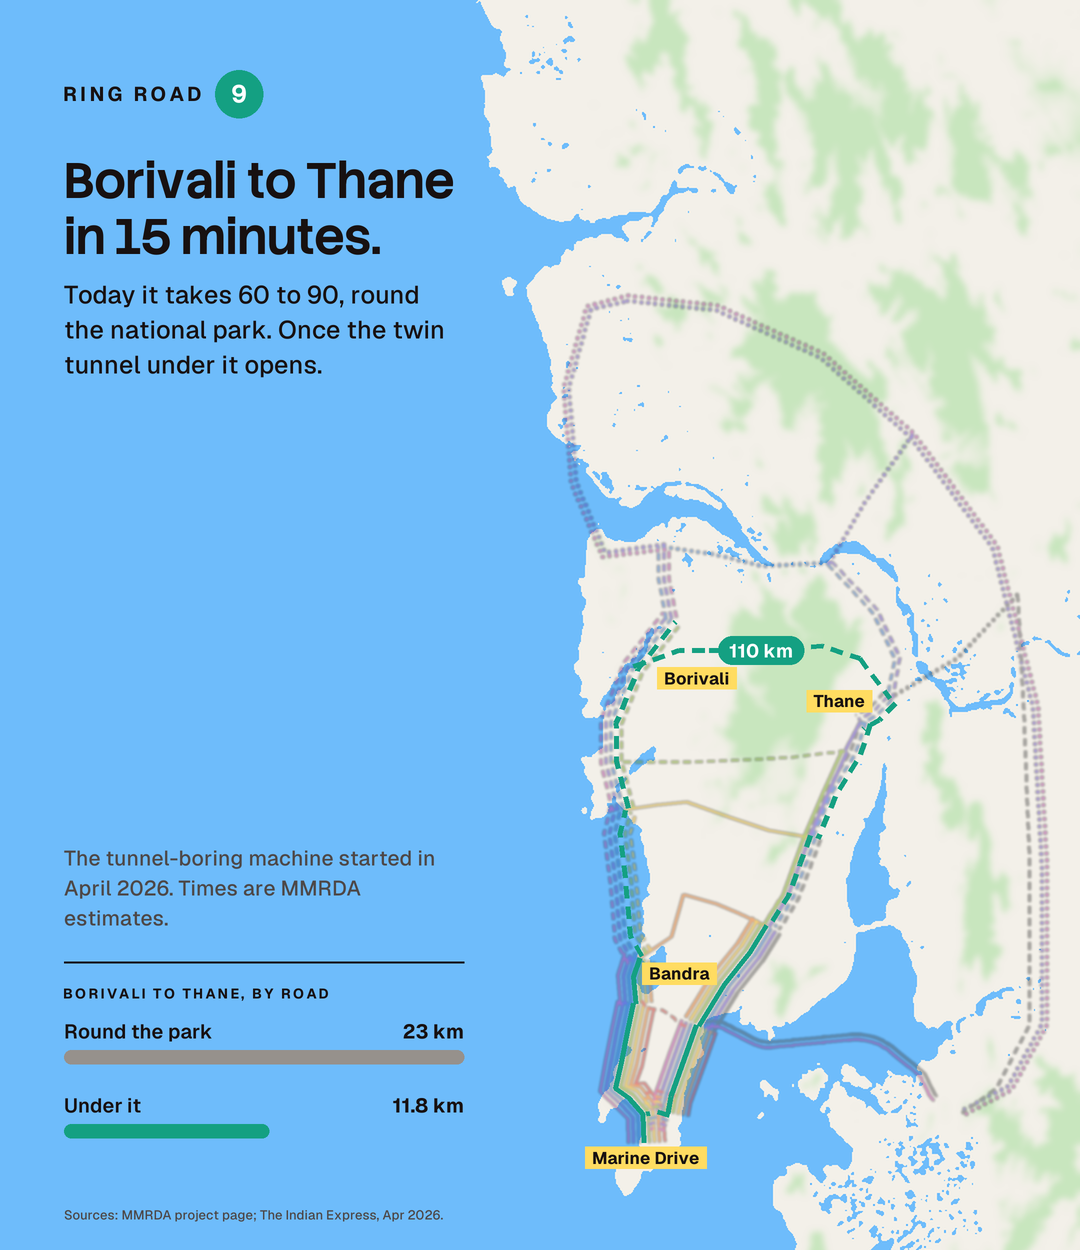 RING ROAD 9
Borivali to Thane
in 15 minutes.
Today it takes 60 to 90, round
the national park. Once the twin
tunnel under it opens.
110 km
Borivali
Thane
Bandra
Marine Drive
The tunnel-boring machine started in
April 2026. Times are MMRDA
estimates.
BORIVALI TO THANE, BY ROAD
Round the park 23 km
Under it 11.8 km
Sources: MMRDA project page; The Indian Express, Apr 2026.